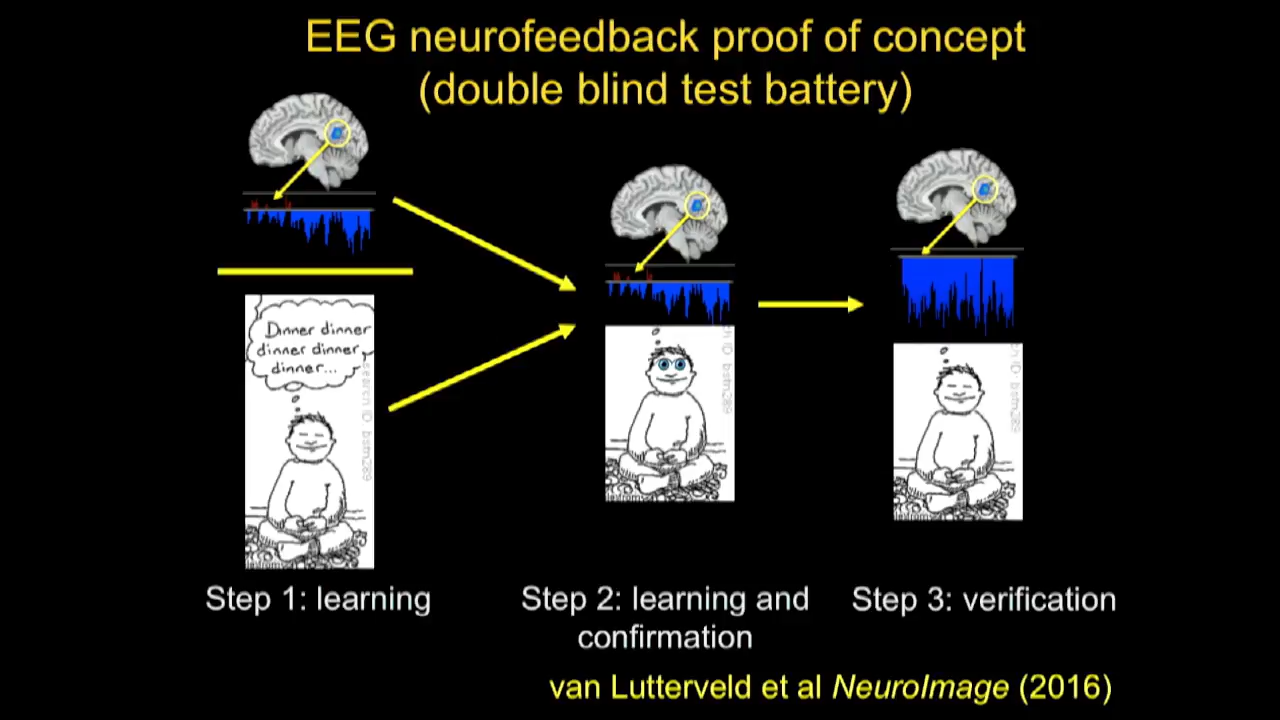 EEG neurofeedback proof of concept
(double blind test battery)
Dinner dinner
dinner dinner
dinner...
Step 1: learning
Step 2: learning and
confirmation
Step 3: verification
van Lutterveld et al NeuroImage (2016)